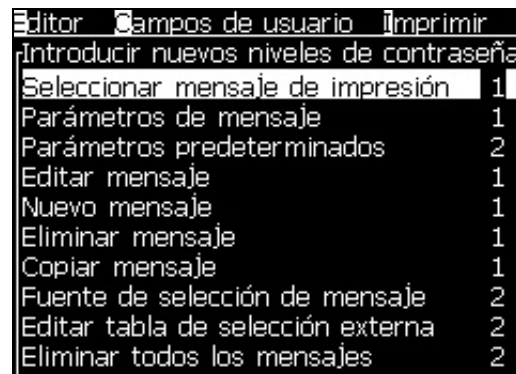 Editor Campos de usuario Imprimir
Introducir nuevos niveles de contraseña
Seleccionar mensaje de impresión 1
Parámetros de mensaje 1
Parámetros predeterminados 2
Editar mensaje 1
Nuevo mensaje 1
Eliminar mensaje 1
Copiar mensaje 1
Fuente de selección de mensaje 2
Editar tabla de selección externa 2
Eliminar todos los mensajes 2